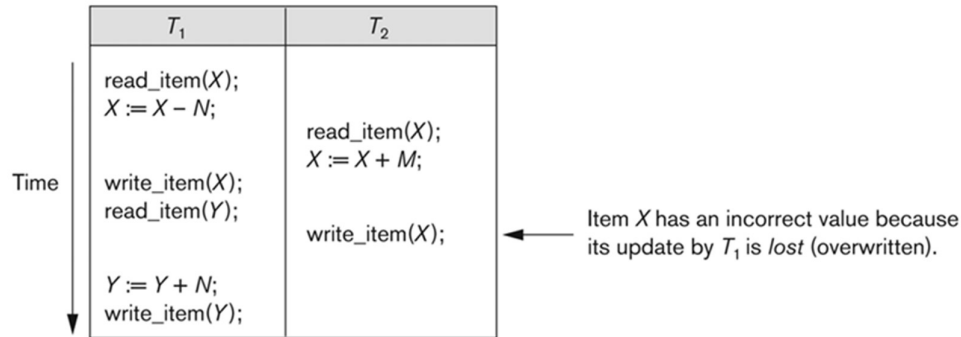 T₁ T₂
read_item(X);
X := X − N;
read_item(X);
X := X + M;
Time
write_item(X);
read_item(Y);
write_item(X);
Item X has an incorrect value because
its update by T₁ is lost (overwritten).
Y := Y + N;
write_item(Y);